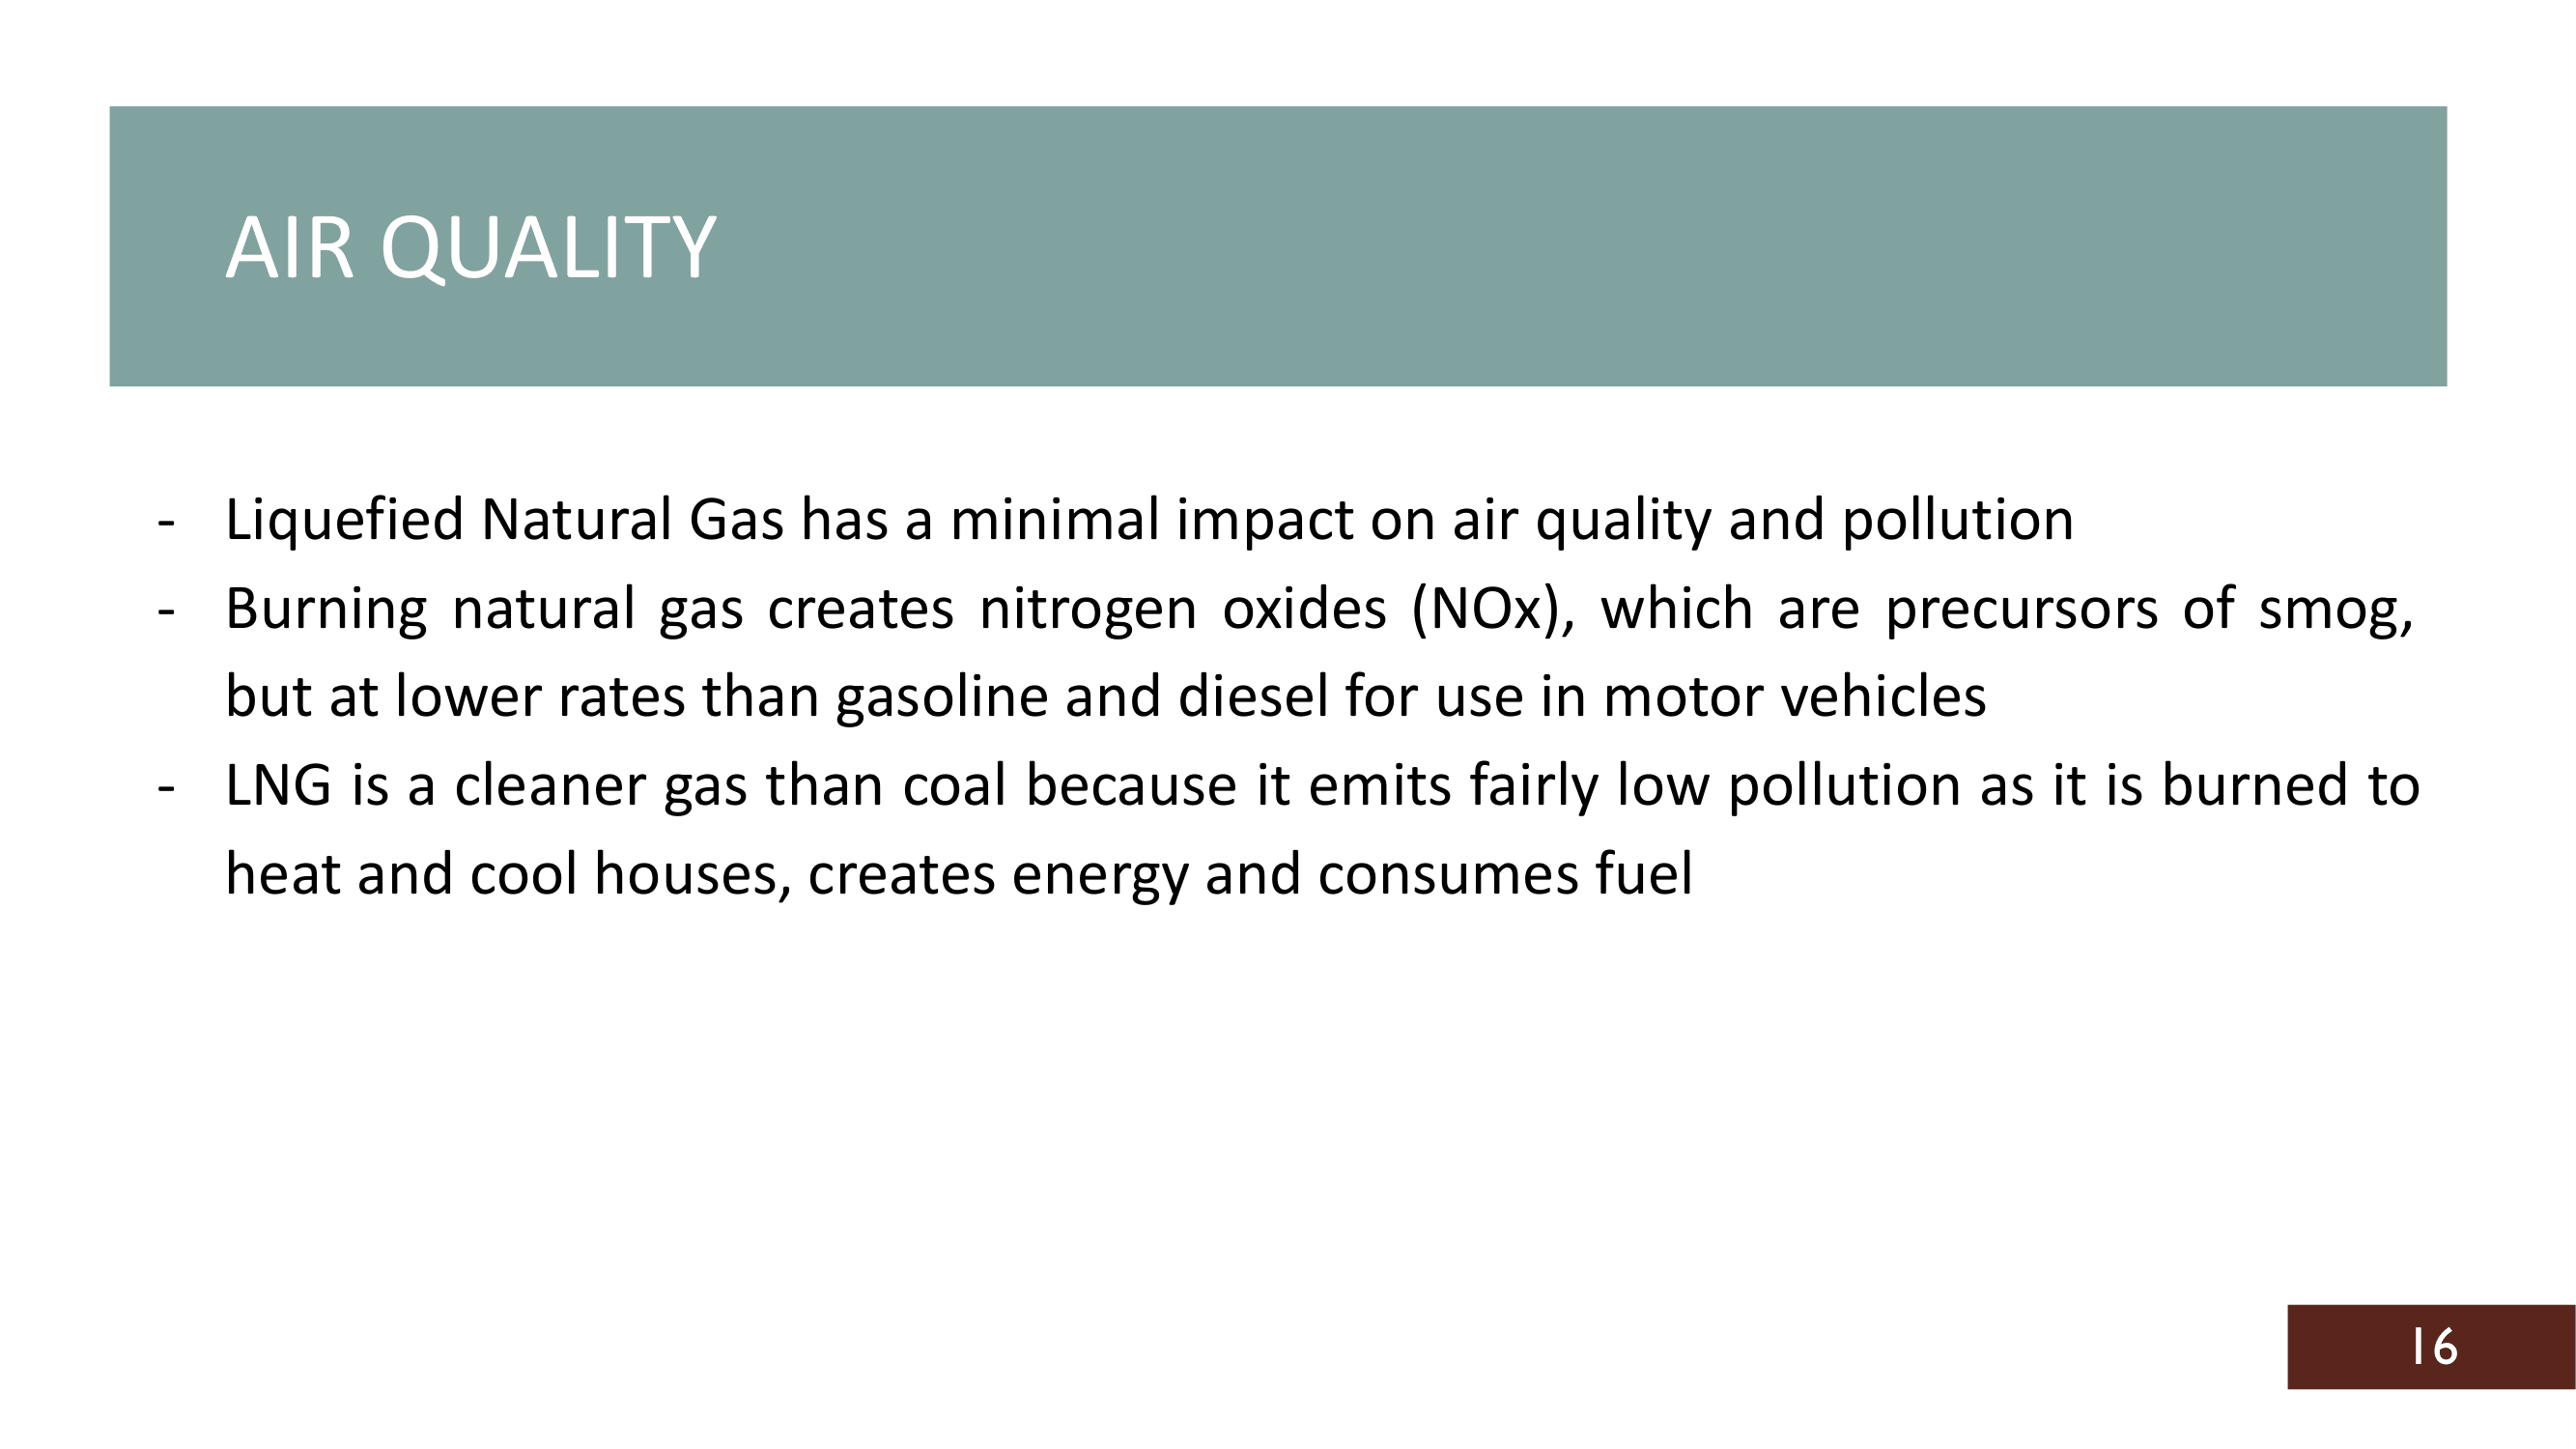 AIR QUALITY
- Liquefied Natural Gas has a minimal impact on air quality and pollution
- Burning natural gas creates nitrogen oxides (NOx), which are precursors of smog,
but at lower rates than gasoline and diesel for use in motor vehicles
- LNG is a cleaner gas than coal because it emits fairly low pollution as it is burned to
heat and cool houses, creates energy and consumes fuel
16